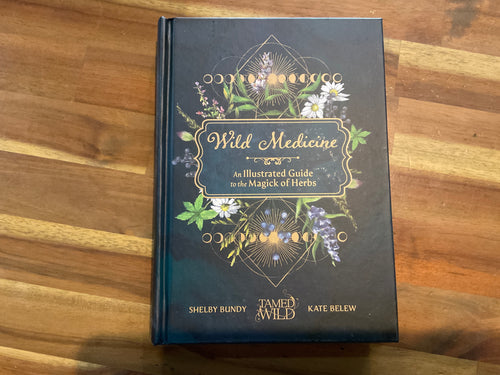 Wild Medicine
An Illustrated Guide
to the Magick of Herbs
SHELBY BUNDY
TAMED
WILD
KATE BELEW